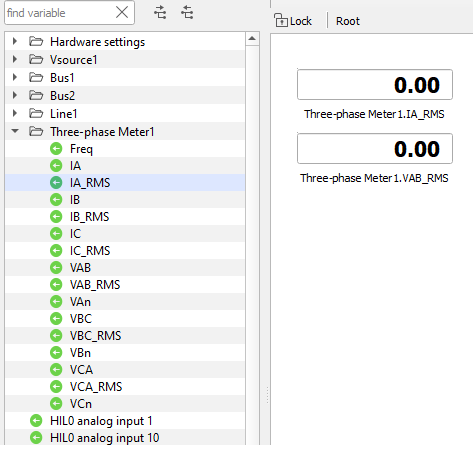 find variable
Hardware settings
Vsource1
Bus1
Bus2
Line1
Three-phase Meter1
Freq
IA
IA_RMS
IB
IB_RMS
IC
IC_RMS
VAB
VAB_RMS
VAn
VBC
VBC_RMS
VBn
VCA
VCA_RMS
VCn
HIL0 analog input 1
HIL0 analog input 10
Lock
Root
0.00
Three-phase Meter1.IA_RMS
0.00
Three-phase Meter1.VAB_RMS